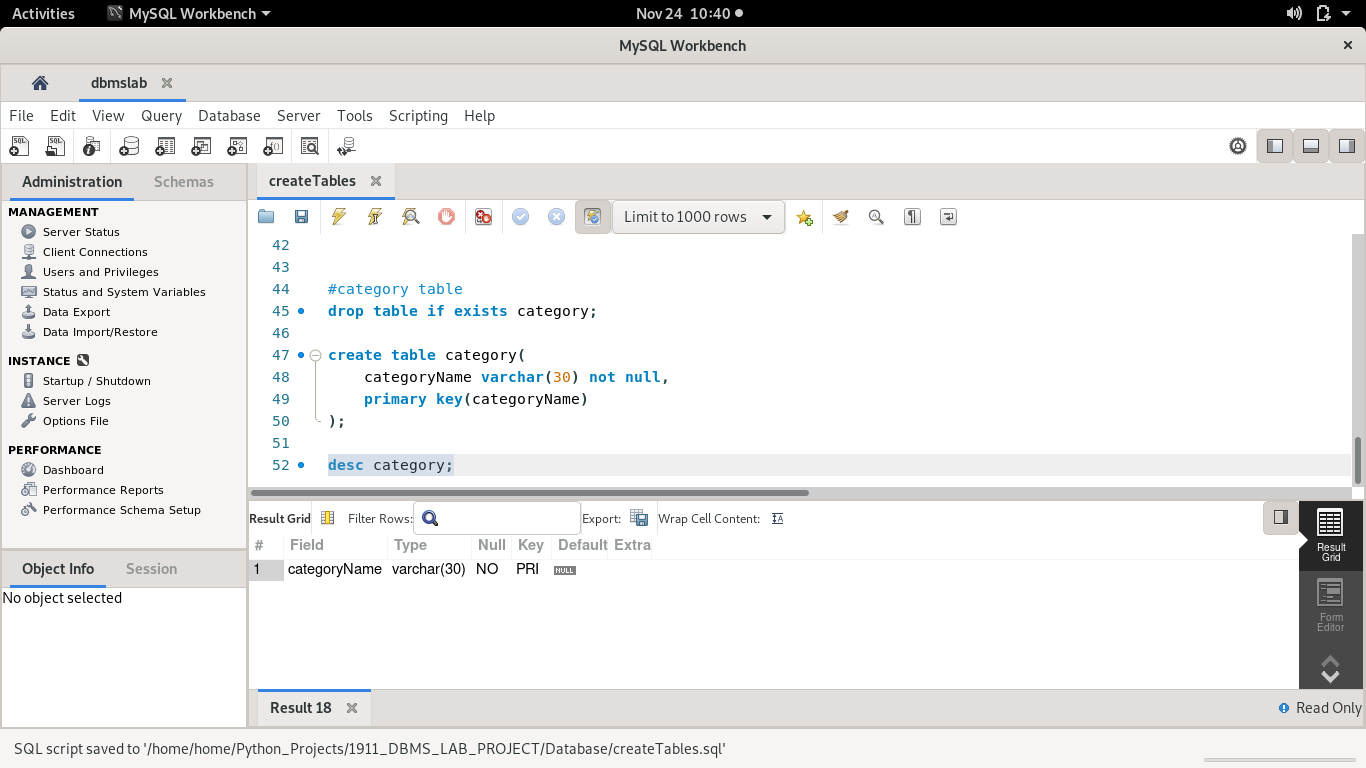 Activities MySQL Workbench Nov 24 10:40
MySQL Workbench
dbmslab
File Edit View Query Database Server Tools Scripting Help
Administration Schemas
createTables
MANAGEMENT
Server Status
Client Connections
Users and Privileges
Status and System Variables
Data Export
Data Import/Restore
INSTANCE
Startup / Shutdown
Server Logs
Options File
PERFORMANCE
Dashboard
Performance Reports
Performance Schema Setup
Object Info Session
No object selected
Limit to 1000 rows
42
43
44 #category table
45 drop table if exists category;
46
47 create table category(
48 categoryName varchar(30) not null,
49 primary key(categoryName)
50 );
51
52 desc category;
Result Grid Filter Rows: Export: Wrap Cell Content:
# Field Type Null Key Default Extra
1 categoryName varchar(30) NO PRI NULL
Result
Grid
Form
Editor
Result 18 Read Only
SQL script saved to '/home/home/Python_Projects/1911_DBMS_LAB_PROJECT/Database/createTables.sql'